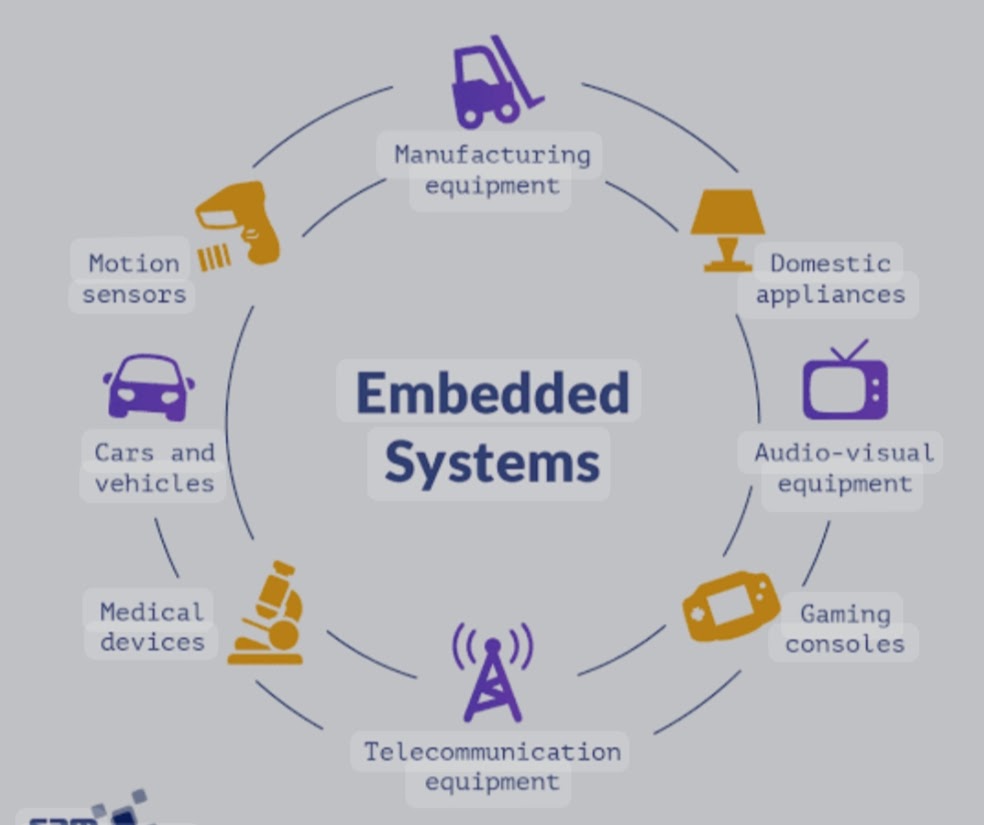 Manufacturing
equipment
Motion
sensors
Domestic
appliances
Embedded
Systems
Cars and
vehicles
Audio-visual
equipment
Medical
devices
Gaming
consoles
Telecommunication
equipment